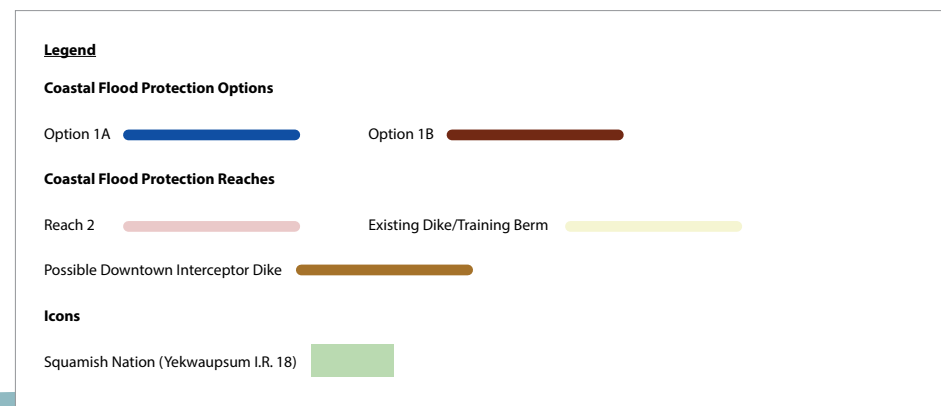 Legend
Coastal Flood Protection Options
Option 1A Option 1B
Coastal Flood Protection Reaches
Reach 2 Existing Dike/Training Berm
Possible Downtown Interceptor Dike
Icons
Squamish Nation (Yekwaupsum I.R. 18)